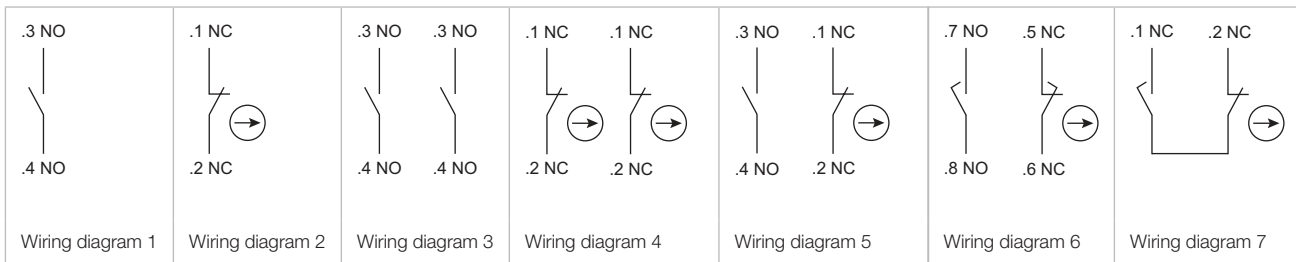 .3 NO
.4 NO
Wiring diagram 1
.1 NC
.2 NC
Wiring diagram 2
.3 NO .3 NO
.4 NO .4 NO
Wiring diagram 3
.1 NC .1 NC
.2 NC .2 NC
Wiring diagram 4
.3 NO .1 NC
.4 NO .2 NC
Wiring diagram 5
.7 NO .5 NC
.8 NO .6 NC
Wiring diagram 6
.1 NC .2 NC
Wiring diagram 7